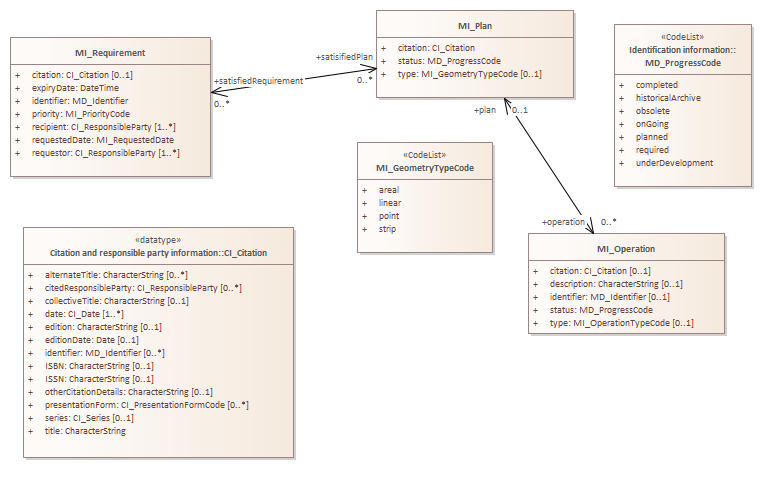 MI_Requirement
+ citation: CI_Citation [0..1]
+ expiryDate: DateTime
+ identifier: MD_Identifier
+ priority: MI_PriorityCode
+ recipient: CI_ResponsibleParty [1..*]
+ requestedDate: MI_RequestedDate
+ requestor: CI_ResponsibleParty [1..*]
+satisifiedPlan
0..*
+satisfiedRequirement
0..*
MI_Plan
+ citation: CI_Citation
+ status: MD_ProgressCode
+ type: MI_GeometryTypeCode [0..1]
+plan
0..1
«CodeList»
Identification information::
MD_ProgressCode
+ completed
+ historicalArchive
+ obsolete
+ onGoing
+ planned
+ required
+ underDevelopment
«CodeList»
MI_GeometryTypeCode
+ areal
+ linear
+ point
+ strip
+operation
0..*
«datatype»
Citation and responsible party information::CI_Citation
+ alternateTitle: CharacterString [0..*]
+ citedResponsibleParty: CI_ResponsibleParty [0..*]
+ collectiveTitle: CharacterString [0..1]
+ date: CI_Date [1..*]
+ edition: CharacterString [0..1]
+ editionDate: Date [0..1]
+ identifier: MD_Identifier [0..*]
+ ISBN: CharacterString [0..1]
+ ISSN: CharacterString [0..1]
+ otherCitationDetails: CharacterString [0..1]
+ presentationForm: CI_PresentationFormCode [0..*]
+ series: CI_Series [0..1]
+ title: CharacterString
MI_Operation
+ citation: CI_Citation [0..1]
+ description: CharacterString [0..1]
+ identifier: MD_Identifier [0..1]
+ status: MD_ProgressCode
+ type: MI_OperationTypeCode [0..1]